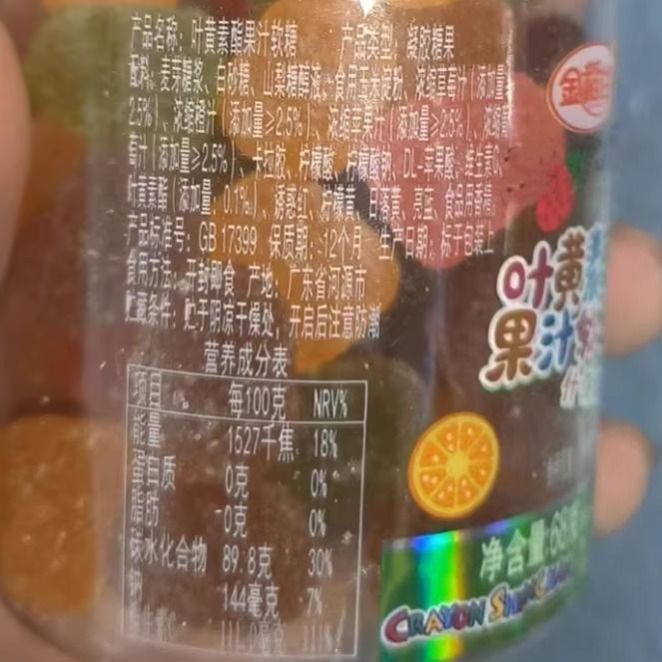 产品名称：叶黄素酯果汁软糖 产品类型：凝胶糖果
配料：麦芽糖浆、白砂糖、山梨糖醇液、食用玉米淀粉、浓缩草莓汁（添加量
2.5%）、浓缩橙汁（添加量≥2.5%）、浓缩苹果汁（添加量≥2.5%）、浓缩
萄汁（添加量≥2.5%）、卡拉胶、柠檬酸、柠檬酸钠、DL-苹果酸、维生素C、
叶黄素酯（添加量：0.1%）、诱惑红、柠檬黄、日落黄、亮蓝、食品用香精。
产品标准号：GB 17399 保质期：12个月 生产日期：标于包装上
食用方法：开封即食 产地：广东省河源市
贮藏条件：贮于阴凉干燥处，开启后注意防潮
营养成分表
项目 每100克 NRV%
能量 1527千焦 18%
蛋白质 0克 0%
脂肪 0克 0%
碳水化合物 89.8克 30%
钠 144毫克 7%
111.0毫克 111%
金霸
叶黄素
果汁
净含量:68
CRAYON